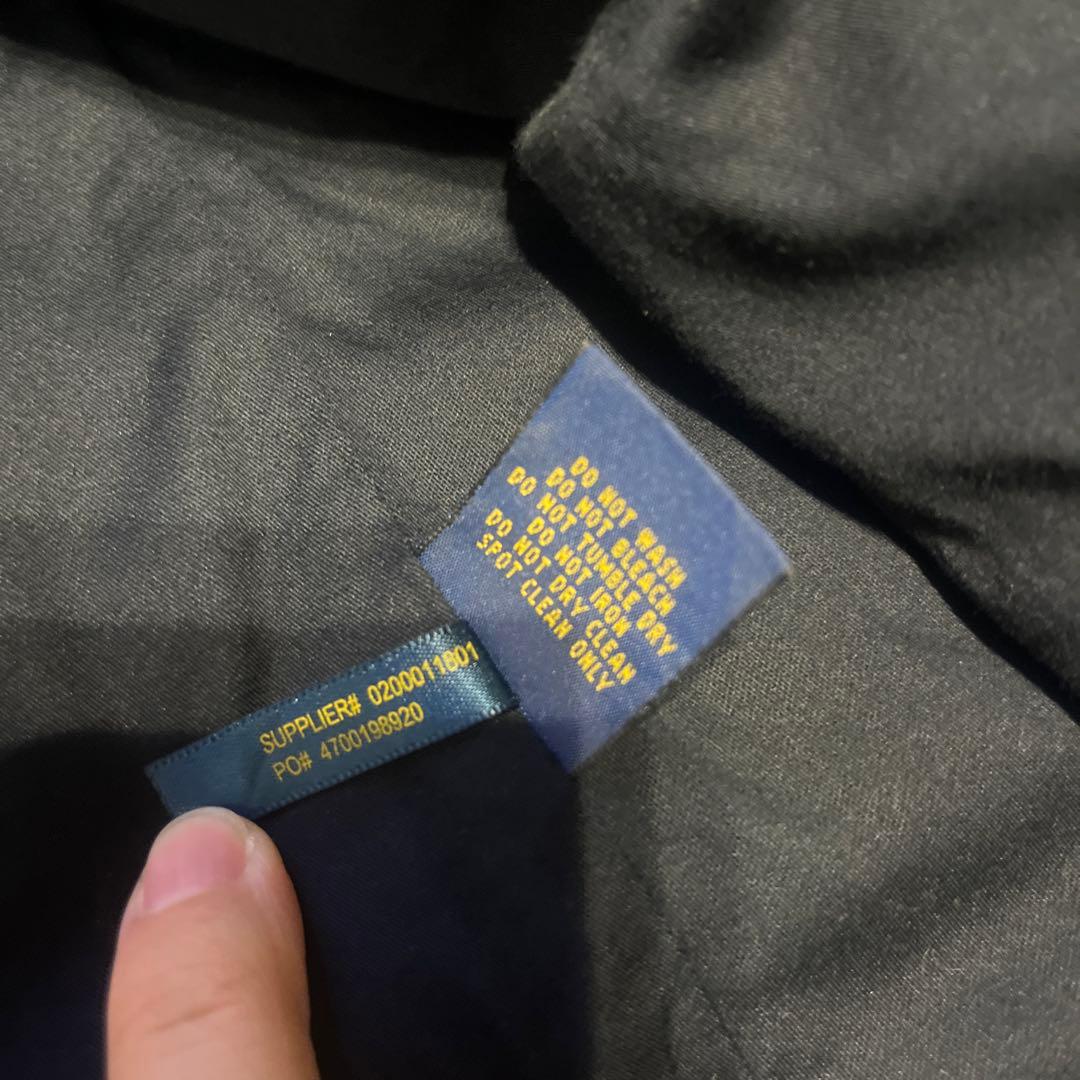 DO NOT WASH
DO NOT BLEACH
DO NOT TUMBLE DRY
DO NOT IRON
DO NOT DRY CLEAN
SPOT CLEAN ONLY
SUPPLIER# 0200011801
PO# 4700198920